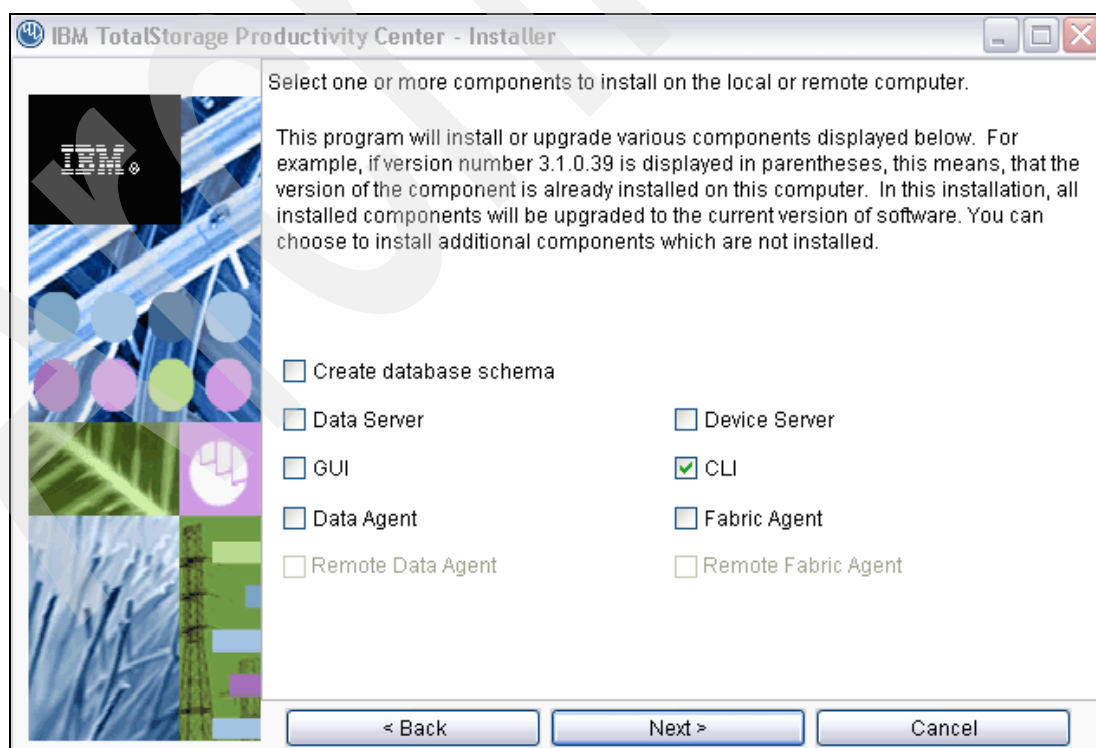 IBM TotalStorage Productivity Center - Installer
Select one or more components to install on the local or remote computer.
IBM®
This program will install or upgrade various components displayed below. For
example, if version number 3.1.0.39 is displayed in parentheses, this means, that the
version of the component is already installed on this computer. In this installation, all
installed components will be upgraded to the current version of software. You can
choose to install additional components which are not installed.
Create database schema
Data Server
Device Server
GUI
CLI
Data Agent
Fabric Agent
Remote Data Agent
Remote Fabric Agent
< Back
Next >
Cancel